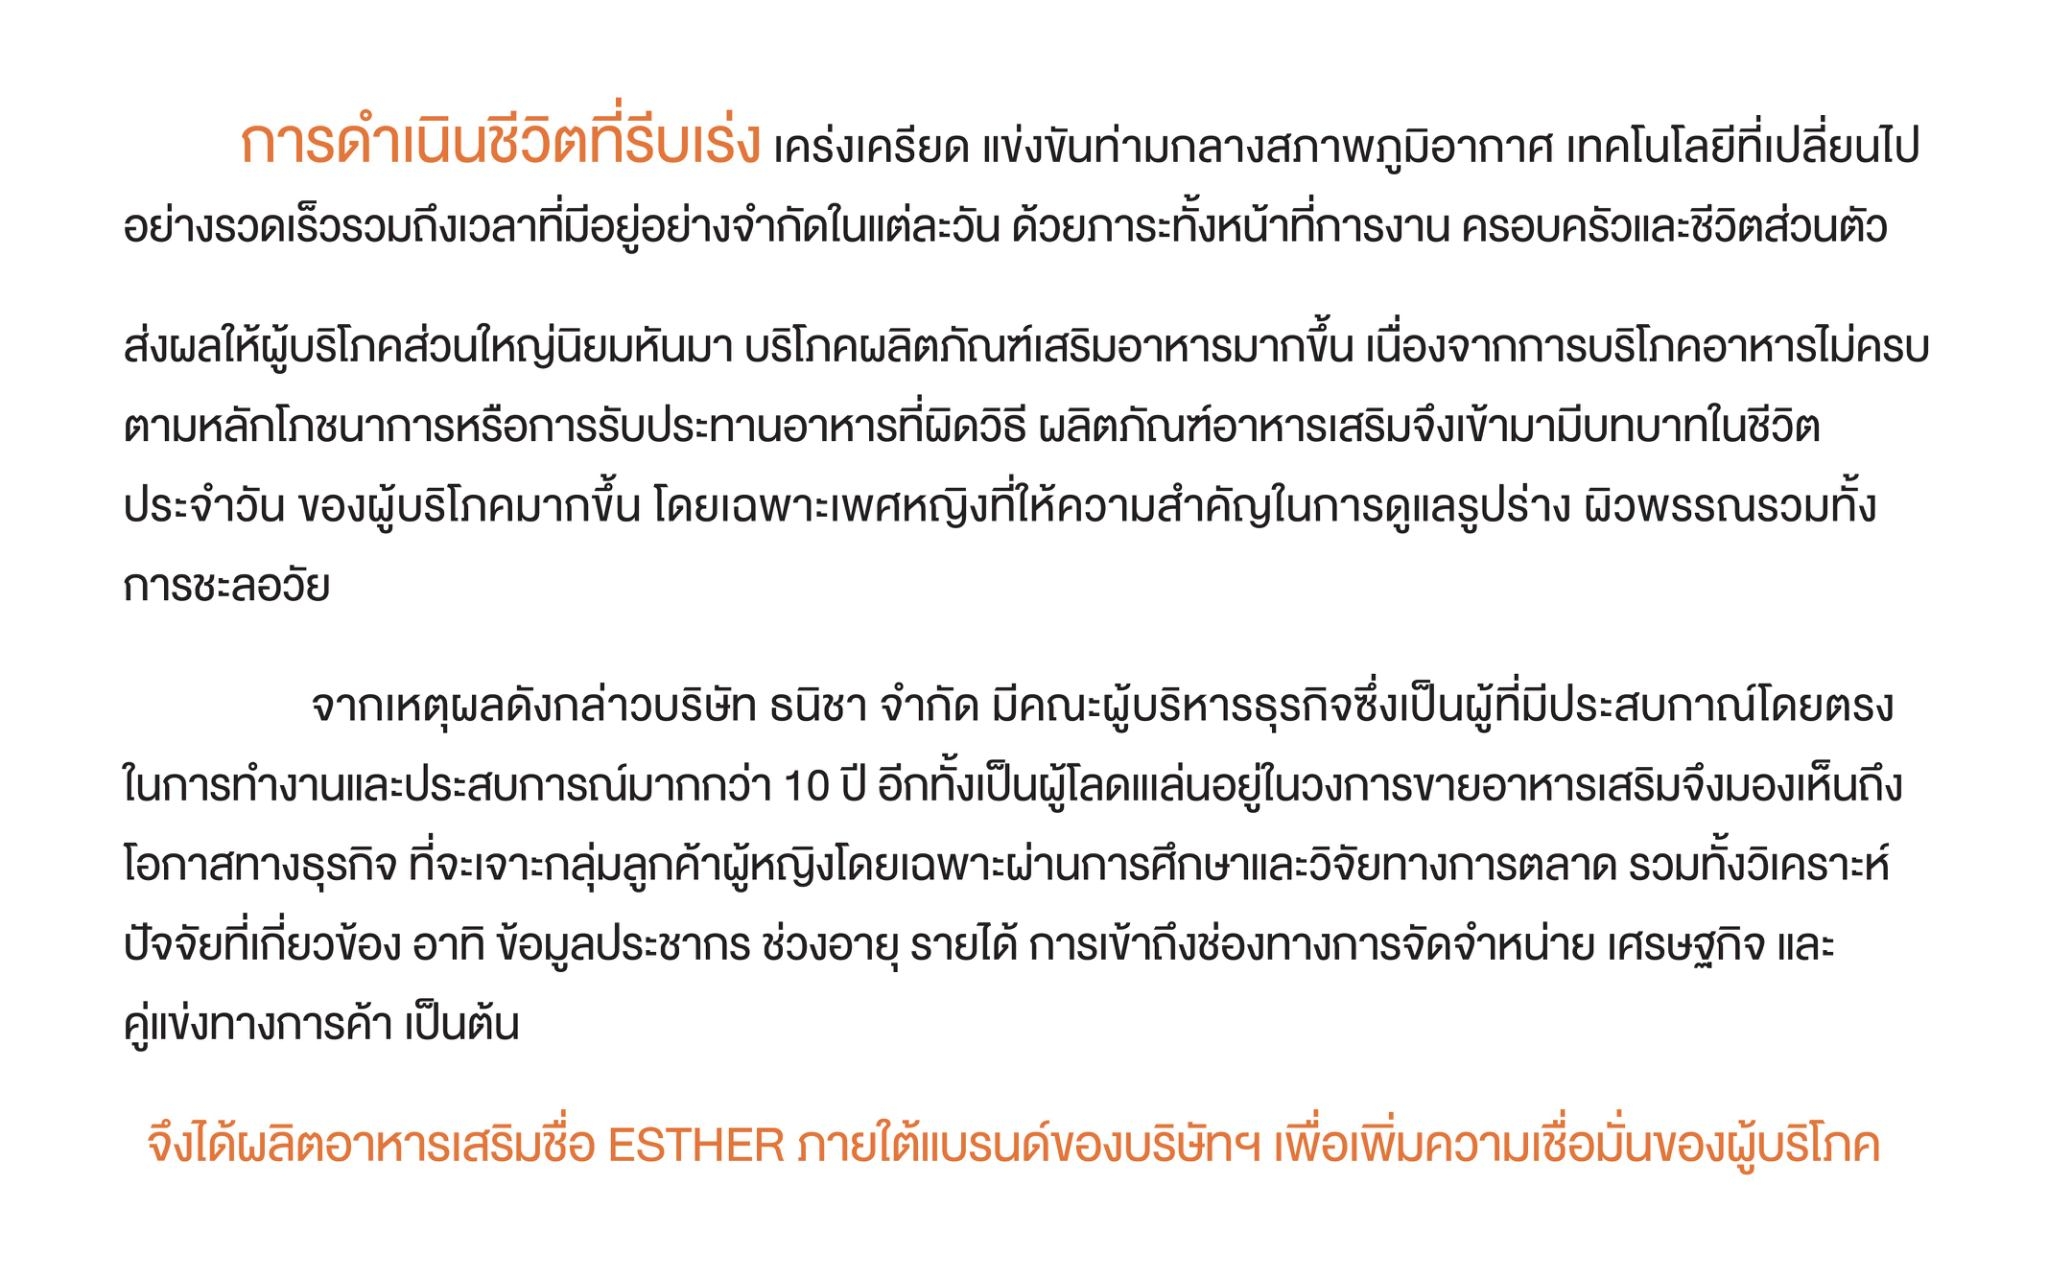 การดำเนินชีวิตที่รีบเร่ง เคร่งเครียด แข่งขันท่ามกลางสภาพภูมิอากาศ เทคโนโลยีที่เปลี่ยนไป
อย่างรวดเร็วรวมถึงเวลาที่มีอยู่อย่างจำกัดในแต่ละวัน ด้วยภาระทั้งหน้าที่การงาน ครอบครัวและชีวิตส่วนตัว
ส่งผลให้ผู้บริโภคส่วนใหญ่นิยมหันมา บริโภคผลิตภัณฑ์เสริมอาหารมากขึ้น เนื่องจากการบริโภคอาหารไม่ครบ
ตามหลักโภชนาการหรือการรับประทานอาหารที่ผิดวิธี ผลิตภัณฑ์อาหารเสริมจึงเข้ามามีบทบาทในชีวิต
ประจำวัน ของผู้บริโภคมากขึ้น โดยเฉพาะเพศหญิงที่ให้ความสำคัญในการดูแลรูปร่าง ผิวพรรณรวมทั้ง
การชะลอวัย
จากเหตุผลดังกล่าวบริษัท ธนิชา จำกัด มีคณะผู้บริหารธุรกิจซึ่งเป็นผู้ที่มีประสบกาณ์โดยตรง
ในการทำงานและประสบการณ์มากกว่า 10 ปี อีกทั้งเป็นผู้โลดแล่นอยู่ในวงการขายอาหารเสริมจึงมองเห็นถึง
โอกาสทางธุรกิจ ที่จะเจาะกลุ่มลูกค้าผู้หญิงโดยเฉพาะผ่านการศึกษาและวิจัยทางการตลาด รวมทั้งวิเคราะห์
ปัจจัยที่เกี่ยวข้อง อาทิ ข้อมูลประชากร ช่วงอายุ รายได้ การเข้าถึงช่องทางการจัดจำหน่าย เศรษฐกิจ และ
คู่แข่งทางการค้า เป็นต้น
จึงได้ผลิตอาหารเสริมชื่อ ESTHER ภายใต้แบรนด์ของบริษัทฯ เพื่อเพิ่มความเชื่อมั่นของผู้บริโภค